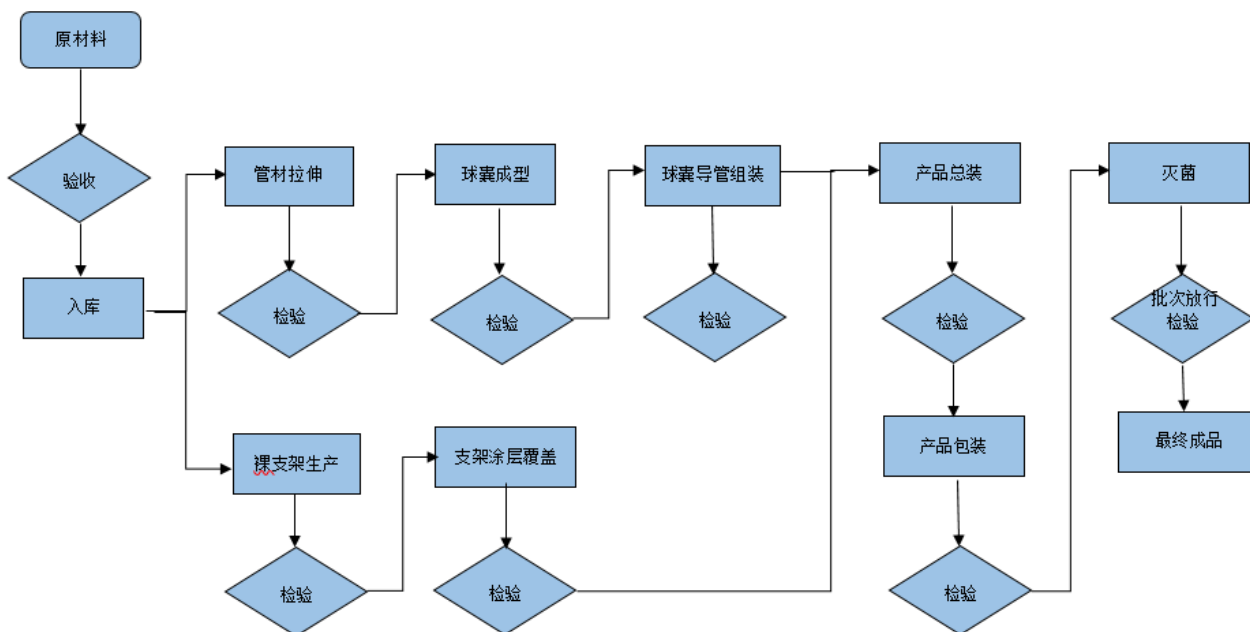 原材料
验收
入库
管材拉伸
检验
球囊成型
检验
球囊导管组装
检验
裸支架生产
检验
支架涂层覆盖
检验
产品总装
检验
产品包装
检验
灭菌
批次放行
检验
最终成品